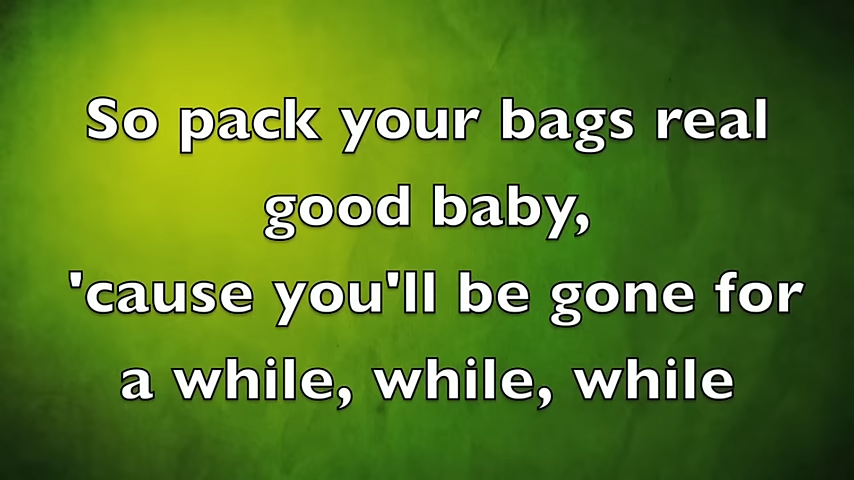 So pack your bags real
good baby,
'cause you'll be gone for
a while, while, while